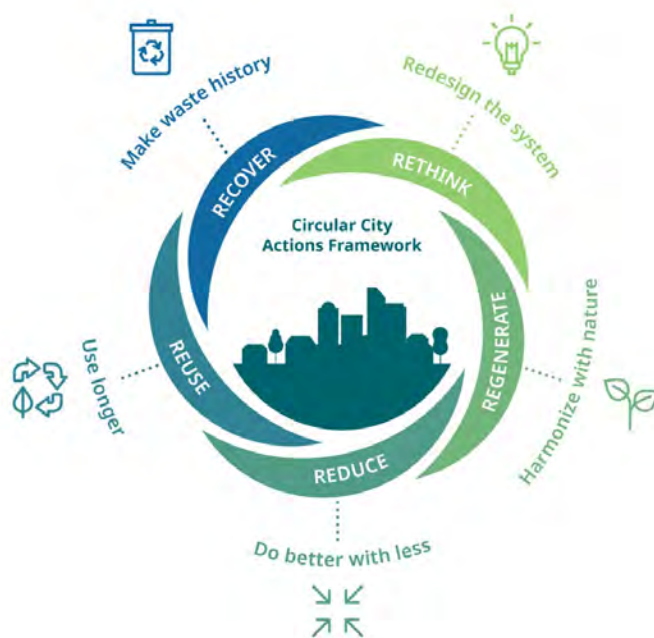 Circular City
Actions Framework
RETHINK
Redesign the system
REGENERATE
Harmonize with nature
REDUCE
Do better with less
REUSE
Use longer
RECOVER
Make waste history